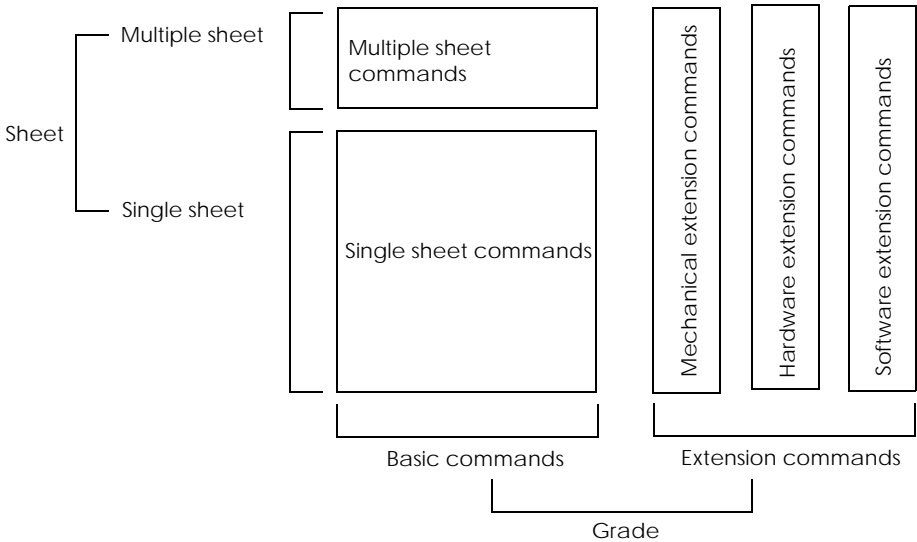 Multiple sheet
Sheet
Single sheet
Multiple sheet
commands
Single sheet commands
Mechanical extension commands
Hardware extension commands
Software extension commands
Basic commands
Extension commands
Grade